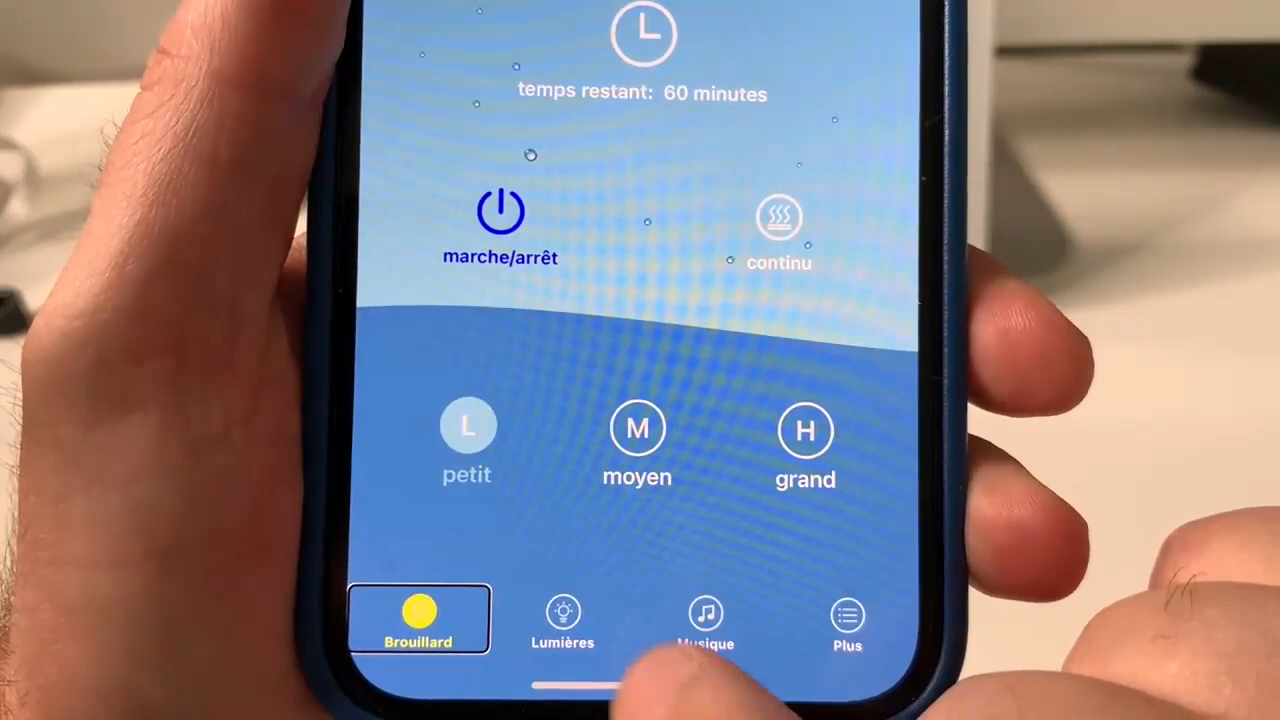 temps restant: 60 minutes
marche/arrêt
continu
L
M
H
petit
moyen
grand
Brouillard
Lumières
Musique
Plus